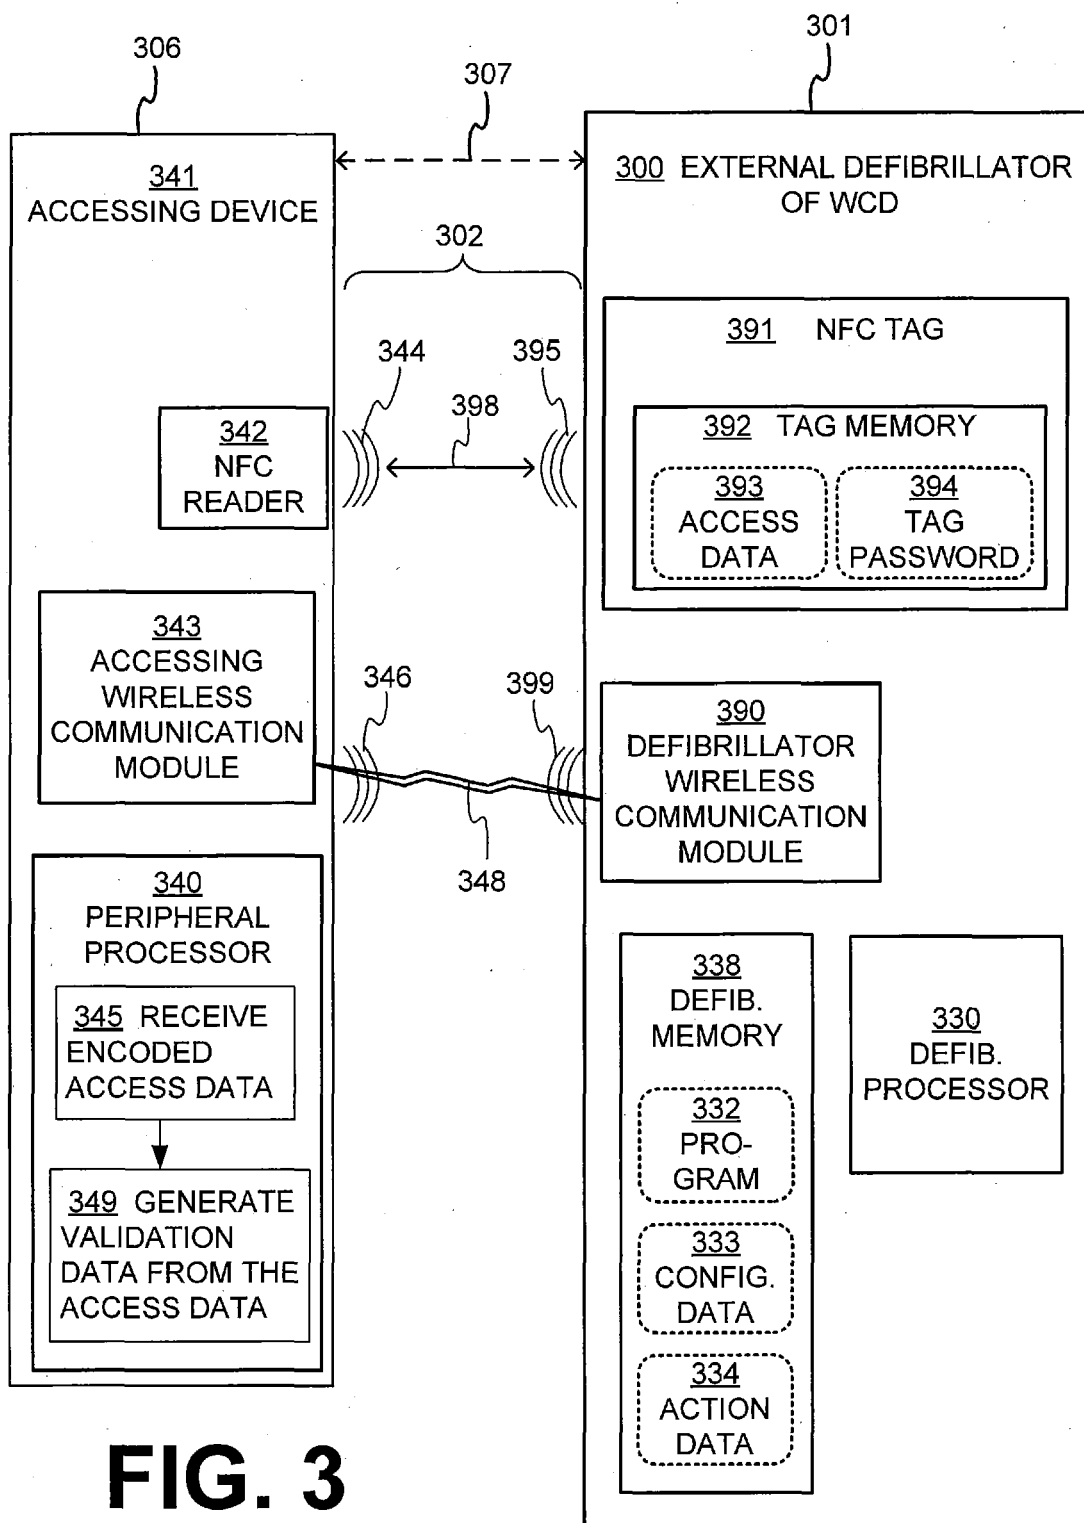 306
301
307
341
ACCESSING DEVICE
300 EXTERNAL DEFIBRILLATOR
OF WCD
302
391 NFC TAG
344
395
398
342
NFC
READER
392 TAG MEMORY
393
ACCESS
DATA
394
TAG
PASSWORD
343
ACCESSING
WIRELESS
COMMUNICATION
MODULE
346
399
348
390
DEFIBRILLATOR
WIRELESS
COMMUNICATION
MODULE
340
PERIPHERAL
PROCESSOR
345 RECEIVE
ENCODED
ACCESS DATA
349 GENERATE
VALIDATION
DATA FROM THE
ACCESS DATA
338
DEFIB.
MEMORY
332
PRO-
GRAM
333
CONFIG.
DATA
334
ACTION
DATA
330
DEFIB.
PROCESSOR
FIG. 3